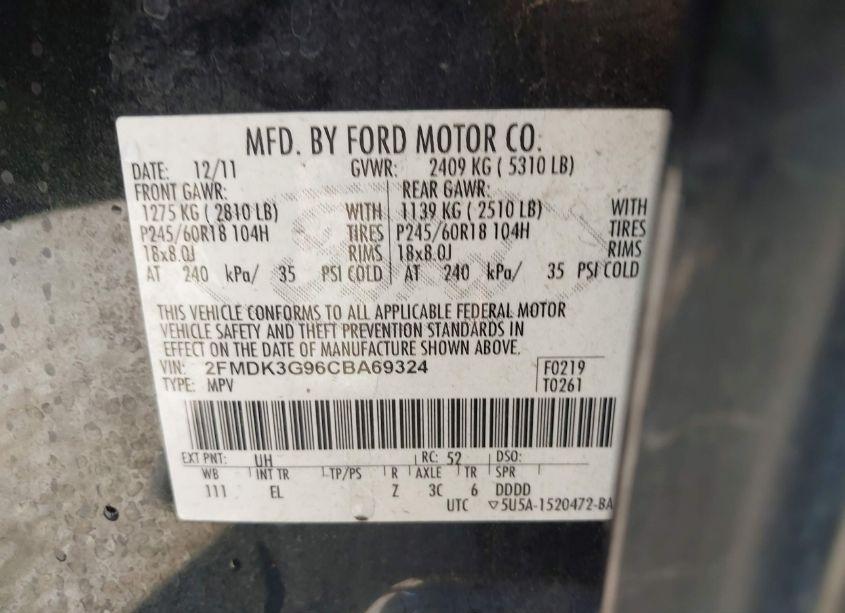 MFD. BY FORD MOTOR CO.
DATE: 12/11 GVWR: 2409 KG ( 5310 LB)
FRONT GAWR: REAR GAWR:
1275 KG ( 2810 LB) WITH 1139 KG ( 2510 LB) WITH
P245/60R18 104H TIRES P245/60R18 104H TIRES
18x8.0J RIMS 18x8.0J RIMS
AT 240 kPa/ 35 PSI COLD AT 240 kPa/ 35 PSI COLD
THIS VEHICLE CONFORMS TO ALL APPLICABLE FEDERAL MOTOR
VEHICLE SAFETY AND THEFT PREVENTION STANDARDS IN
EFFECT ON THE DATE OF MANUFACTURE SHOWN ABOVE.
VIN: 2FMDK3G96CBA69324 F0219
TYPE: MPV T0261
EXT PNT: UH RC: 52 DSO:
WB INT TR TP/PS R AXLE TR SPR
111 EL Z 3C 6 DDDD
UTC ▽5U5A-1520472-BA